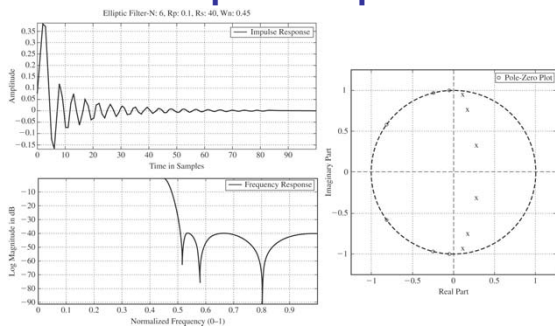 Elliptic Filter-N: 6, Rp: 0.1, Rs: 40, Wn: 0.45
Impulse Response
Amplitude
0.35
0.3
0.25
0.2
0.15
0.1
0.05
0
-0.05
-0.1
-0.15
0 10 20 30 40 50 60 70 80 90
Time in Samples
Frequency Response
Log Magnitude in dB
-10
-20
-30
-40
-50
-60
-70
-80
-90
0 0.1 0.2 0.3 0.4 0.5 0.6 0.7 0.8 0.9
Normalized Frequency (0–1)
Pole-Zero Plot
Imaginary Part
1
0.5
0
−0.5
−1
−1 −0.5 0 0.5 1
Real Part